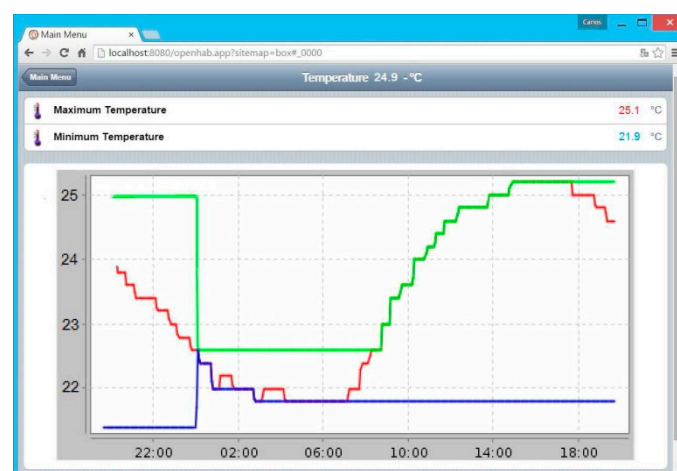 Carlos
Main Menu
localhost:8080/openhab.app?sitemap=box#_0000
Main Menu
Temperature 24.9 - °C
Maximum Temperature 25.1 °C
Minimum Temperature 21.9 °C
25
24
23
22
22:00 02:00 06:00 10:00 14:00 18:00